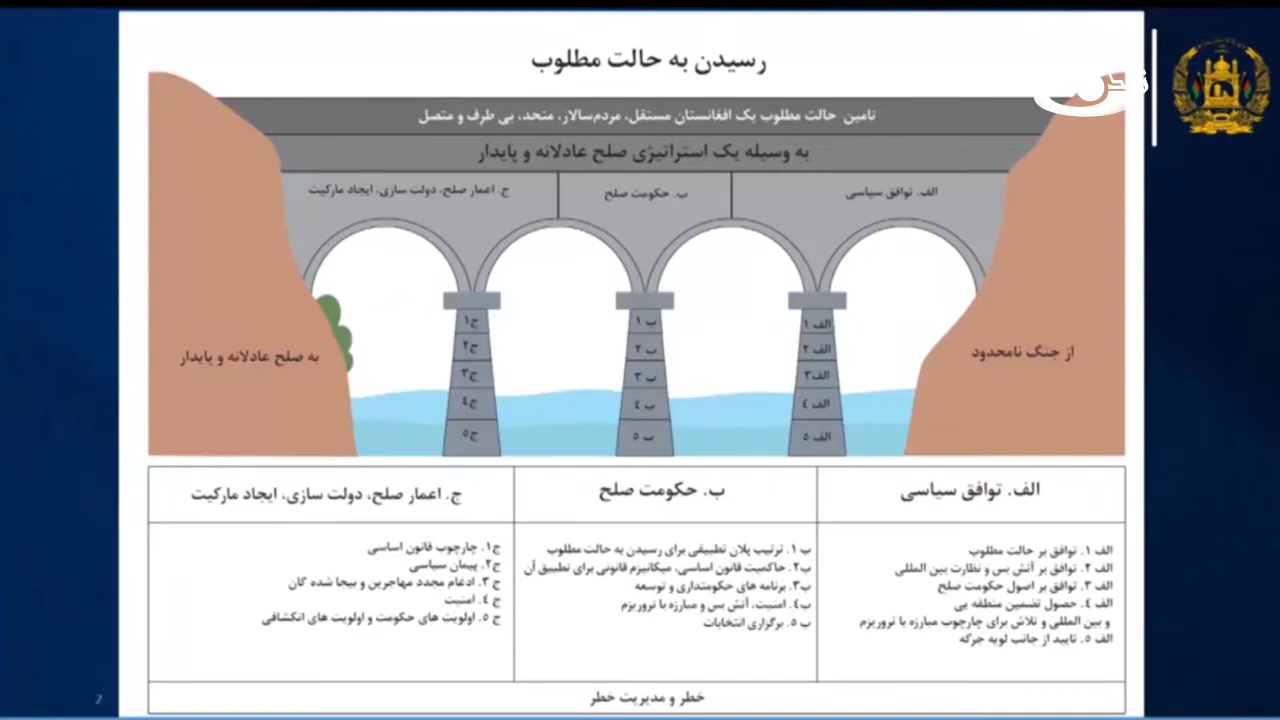 رسیدن به حالت مطلوب
تامین حالت مطلوب یک افغانستان مستقل، مردم‌سالار، متحد، بی طرف و متصل
به وسیله یک استراتیژی صلح عادلانه و پایدار
الف. توافق سیاسی
ب. حکومت صلح
ج. اعمار صلح، دولت سازی، ایجاد مارکیت
الف ۱
الف ۲
الف ۳
الف ٤
الف ۵
ب ۱
ب ۲
ب ۳
ب ٤
ب ۵
ج۱
ج۲
ج۳
ج٤
ج۵
از جنگ نامحدود
به صلح عادلانه و پایدار
الف. توافق سیاسی
الف ۱. توافق بر حالت مطلوب
الف ۲. توافق بر آتش بس و نظارت بین المللی
الف ۳. توافق بر اصول حکومت صلح
الف ٤. حصول تضمین منطقه یی
و بین المللی و تلاش برای چارچوب مبارزه با تروریزم
الف ۵. تایید از جانب لویه جرگه
ب. حکومت صلح
ب ۱. ترتیب پلان تطبیقی برای رسیدن به حالت مطلوب
ب۲. حاکمیت قانون اساسی، میکانیزم قانونی برای تطبیق آن
ب۳. برنامه های حکومتداری و توسعه
ب٤. امنیت، آتش بس و مبارزه با تروریزم
ب ۵. برگزاری انتخابات
ج. اعمار صلح، دولت سازی، ایجاد مارکیت
ج۱. چارچوب قانون اساسی
ج۲. پیمان سیاسی
ج ۳. ادغام مجدد مهاجرین و بیجا شده گان
ج ٤. امنیت
ج ۵. اولویت های حکومت و اولویت های انکشافی
خطر و مدیریت خطر
2